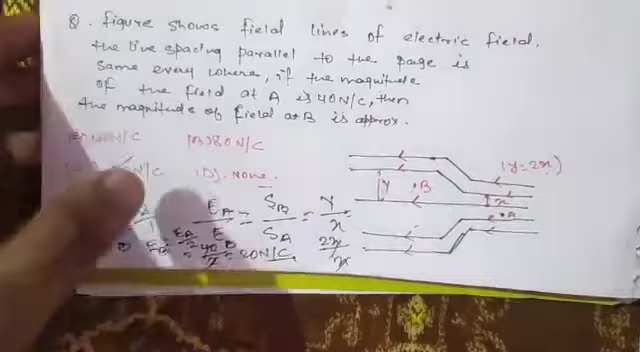 Q. Figure shows field lines of electric field.
the line spacing parallel to the page is
same every where, if the magnitude
of the field at A is 40N/C, then
the magnitude of field at B is approx.
N/C (B) 80 N/C
N/C (D). None.
(y=2x)
Y .B x
.A
EA = SB = Y
E SA x
2x
x
= 20N/C